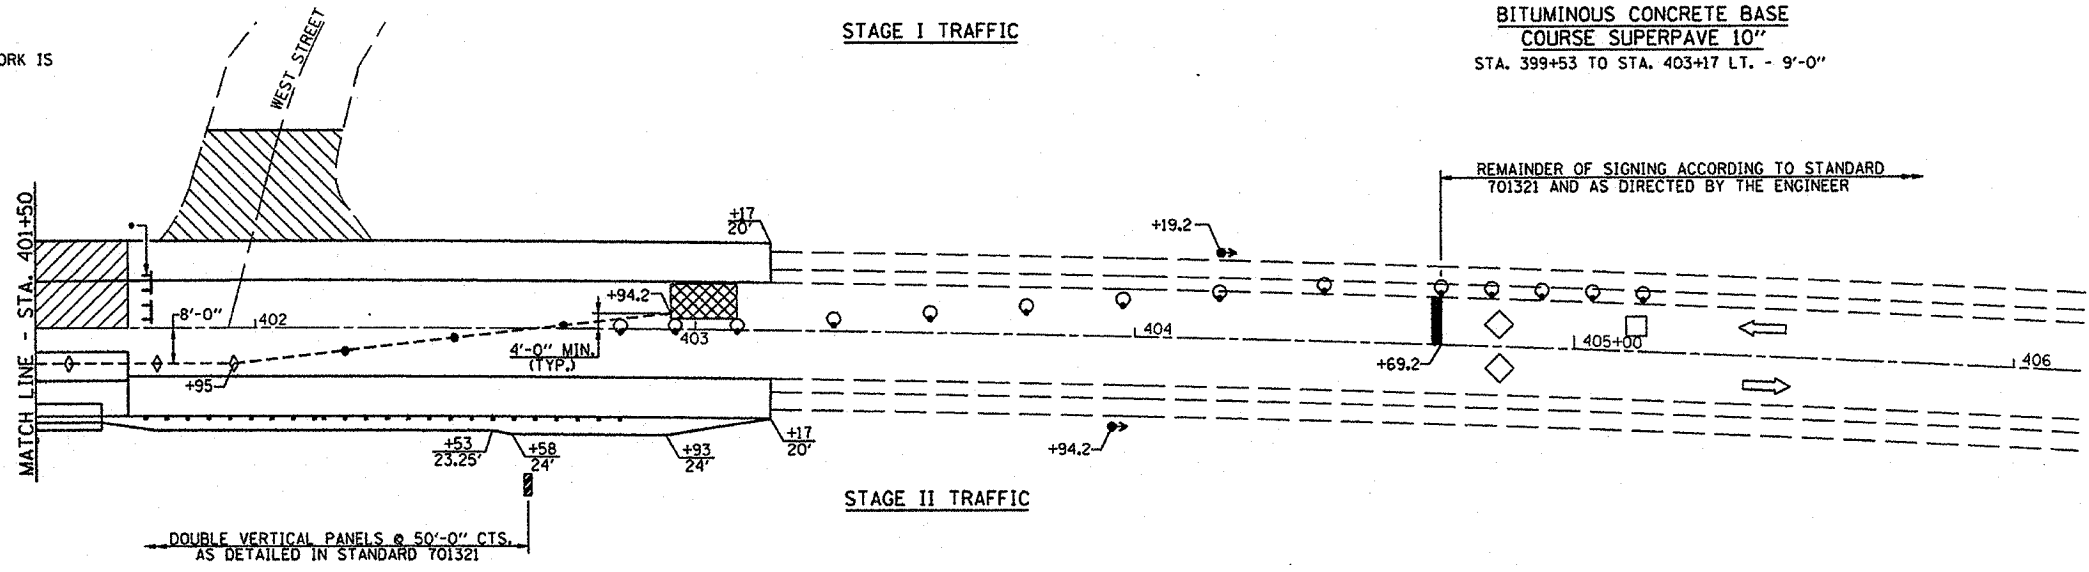 STAGE I TRAFFIC
BITUMINOUS CONCRETE BASE
COURSE SUPERPAVE 10"
STA. 399+53 TO STA. 403+17 LT. - 9'-0"
ORK IS
WEST STREET
REMAINDER OF SIGNING ACCORDING TO STANDARD
701321 AND AS DIRECTED BY THE ENGINEER
MATCH LINE - STA. 401+50
+17
20'
+19.2
+94.2
8'-0"
402
403
404
405+00
406
4'-0" MIN.
(TYP.)
+95
+69.2
+53
23.25'
+58
24'
+93
24'
+17
20'
+94.2
STAGE II TRAFFIC
DOUBLE VERTICAL PANELS @ 50'-0" CTS.
AS DETAILED IN STANDARD 701321